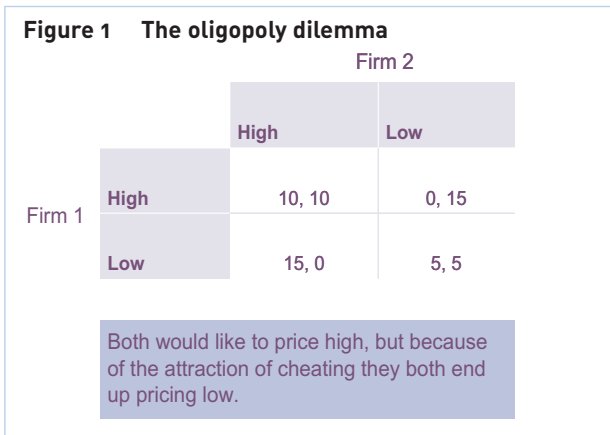 Figure 1 The oligopoly dilemma
Firm 2
High Low
Firm 1
High 10, 10 0, 15
Low 15, 0 5, 5
Both would like to price high, but because
of the attraction of cheating they both end
up pricing low.